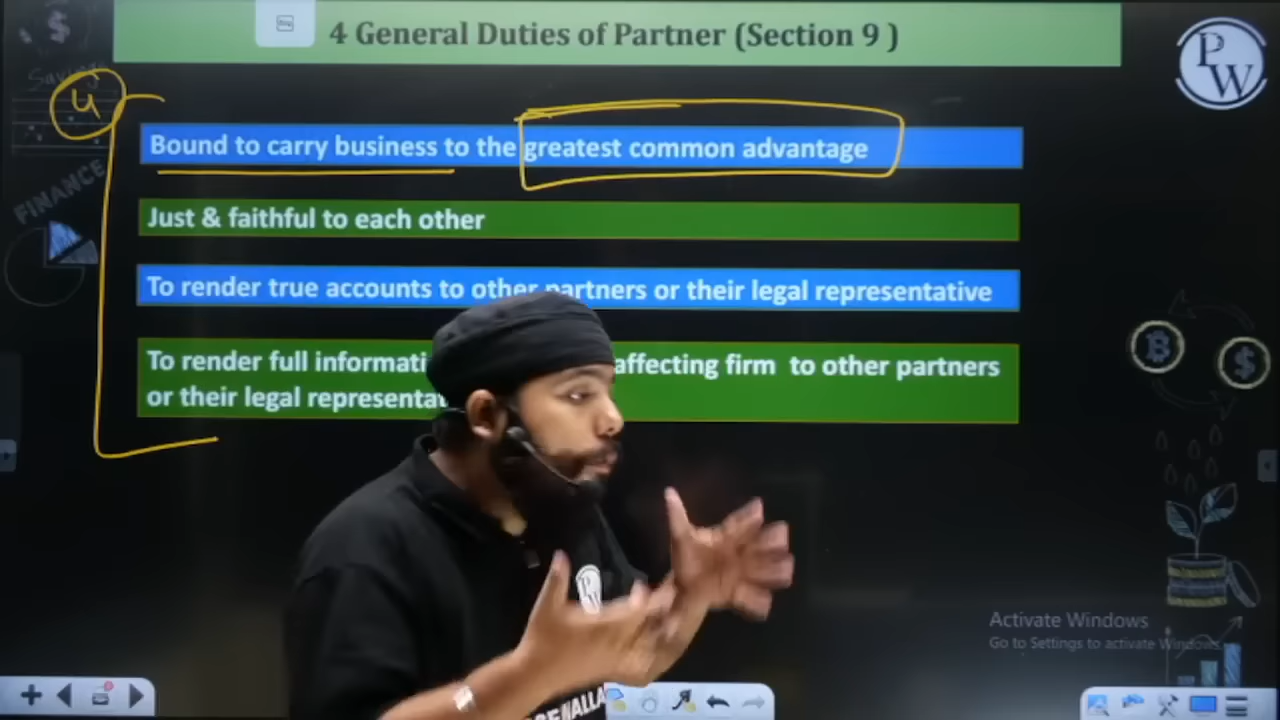 4 General Duties of Partner (Section 9 )
P
W
Savings
4
Bound to carry business to the greatest common advantage
FINANCE
Just & faithful to each other
To render true accounts to other partners or their legal representative
To render full informati affecting firm to other partners
or their legal representat
PW
Activate Windows
Go to Settings to activate Windows.